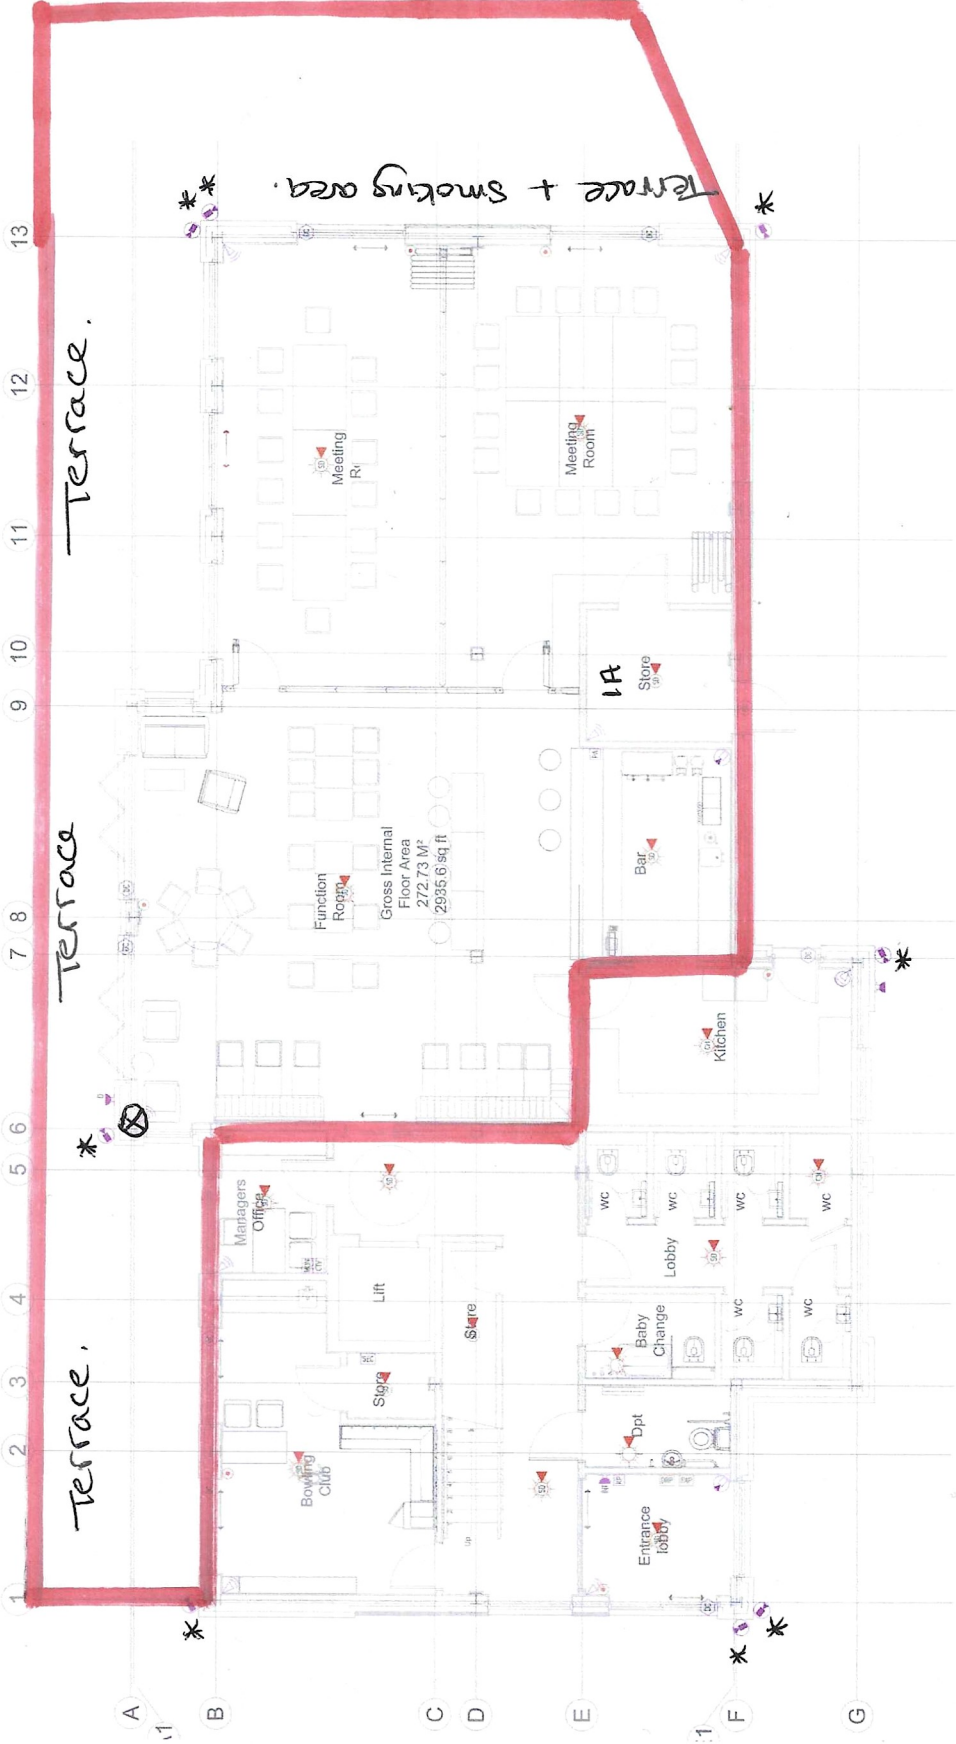 13
12
11
10
9
8
7
6
5
4
3
2
1
Terrace.
Terrace
Terrace.
Terrace + Smoking area.
Meeting
Meeting
Room
1A
Store
Function
Room
Gross Internal
Floor Area
272.73 M²
2935.6 sq ft
Bar
Kitchen
Managers
Office
Lift
Store
Store
Bowling
Club
Up
WC
WC
WC
WC
Lobby
WC
WC
Baby
Change
Dpt
Entrance
lobby
A
B
C
D
E
F
G